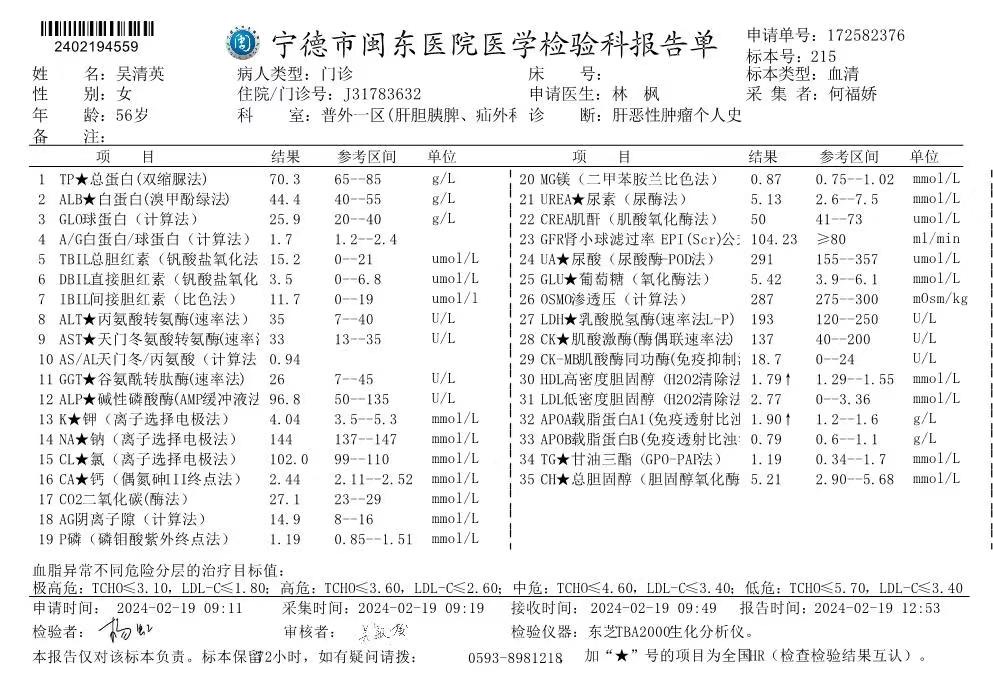 2402194559
宁德市闽东医院医学检验科报告单
申请单号：172582376
标本号：215
姓 名：吴清英 病人类型：门诊 床 号： 标本类型：血清
性 别：女 住院/门诊号：J31783632 申请医生：林 枫 采 集 者：何福娇
年 龄：56岁 科 室：普外一区(肝胆胰脾、疝外科 诊 断：肝恶性肿瘤个人史
备 注：
项 目 结果 参考区间 单位 项 目 结果 参考区间 单位
1 TP★总蛋白(双缩脲法) 70.3 65--85 g/L 20 MG镁（二甲苯胺兰比色法） 0.87 0.75--1.02 mmol/L
2 ALB★白蛋白(溴甲酚绿法) 44.4 40--55 g/L 21 UREA★尿素（尿酶法） 5.13 2.6--7.5 mmol/L
3 GLO球蛋白（计算法） 25.9 20--40 g/L 22 CREA肌酐（肌酸氧化酶法） 50 41--73 umol/L
4 A/G白蛋白/球蛋白（计算法） 1.7 1.2--2.4 23 GFR肾小球滤过率 EPI(Scr)公式 104.23 ≥80 ml/min
5 TBIL总胆红素（钒酸盐氧化法 15.2 0--21 umol/L 24 UA★尿酸（尿酸酶-POD法） 291 155--357 umol/L
6 DBIL直接胆红素（钒酸盐氧化 3.5 0--6.8 umol/L 25 GLU★葡萄糖（氧化酶法） 5.42 3.9--6.1 mmol/L
7 IBIL间接胆红素（比色法） 11.7 0--19 umol/l 26 OSMO渗透压（计算法） 287 275--300 mOsm/kg
8 ALT★丙氨酸转氨酶(速率法) 35 7--40 U/L 27 LDH★乳酸脱氢酶(速率法L-P) 193 120--250 U/L
9 AST★天门冬氨酸转氨酶(速率法 33 13--35 U/L 28 CK★肌酸激酶(酶偶联速率法) 137 40--200 U/L
10 AS/AL天门冬/丙氨酸（计算法 0.94 29 CK-MB肌酸酶同功酶(免疫抑制法 18.7 0--24 U/L
11 GGT★谷氨酰转肽酶(速率法) 26 7--45 U/L 30 HDL高密度胆固醇（H2O2清除法 1.79↑ 1.29--1.55 mmol/L
12 ALP★碱性磷酸酶(AMP缓冲液法 96.8 50--135 U/L 31 LDL低密度胆固醇（H2O2清除法 2.77 0--3.36 mmol/L
13 K★钾（离子选择电极法） 4.04 3.5--5.3 mmol/L 32 APOA载脂蛋白A1(免疫透射比浊 1.90↑ 1.2--1.6 g/L
14 NA★钠（离子选择电极法） 144 137--147 mmol/L 33 APOB载脂蛋白B(免疫透射比浊 0.79 0.6--1.1 g/L
15 CL★氯（离子选择电极法） 102.0 99--110 mmol/L 34 TG★甘油三酯（GPO-PAP法） 1.19 0.34--1.7 mmol/L
16 CA★钙（偶氮砷III终点法） 2.44 2.11--2.52 mmol/L 35 CH★总胆固醇（胆固醇氧化酶 5.21 2.90--5.68 mmol/L
17 CO2二氧化碳(酶法) 27.1 23--29 mmol/L
18 AG阴离子隙（计算法） 14.9 8--16 mmol/L
19 P磷（磷钼酸紫外终点法） 1.19 0.85--1.51 mmol/L
血脂异常不同危险分层的治疗目标值：
极高危：TCHO≤3.10，LDL-C≤1.80；高危：TCHO≤3.60，LDL-C≤2.60；中危：TCHO≤4.60，LDL-C≤3.40；低危：TCHO≤5.70，LDL-C≤3.40
申请时间： 2024-02-19 09:11 采集时间：2024-02-19 09:19 接收时间：2024-02-19 09:49 报告时间：2024-02-19 12:53
检验者： 审核者： 检验仪器：东芝TBA2000生化分析仪。
本报告仅对该标本负责。标本保留72小时，如有疑问请拨： 0593-8981218， 加“★”号的项目为全国HR（检查检验结果互认）。